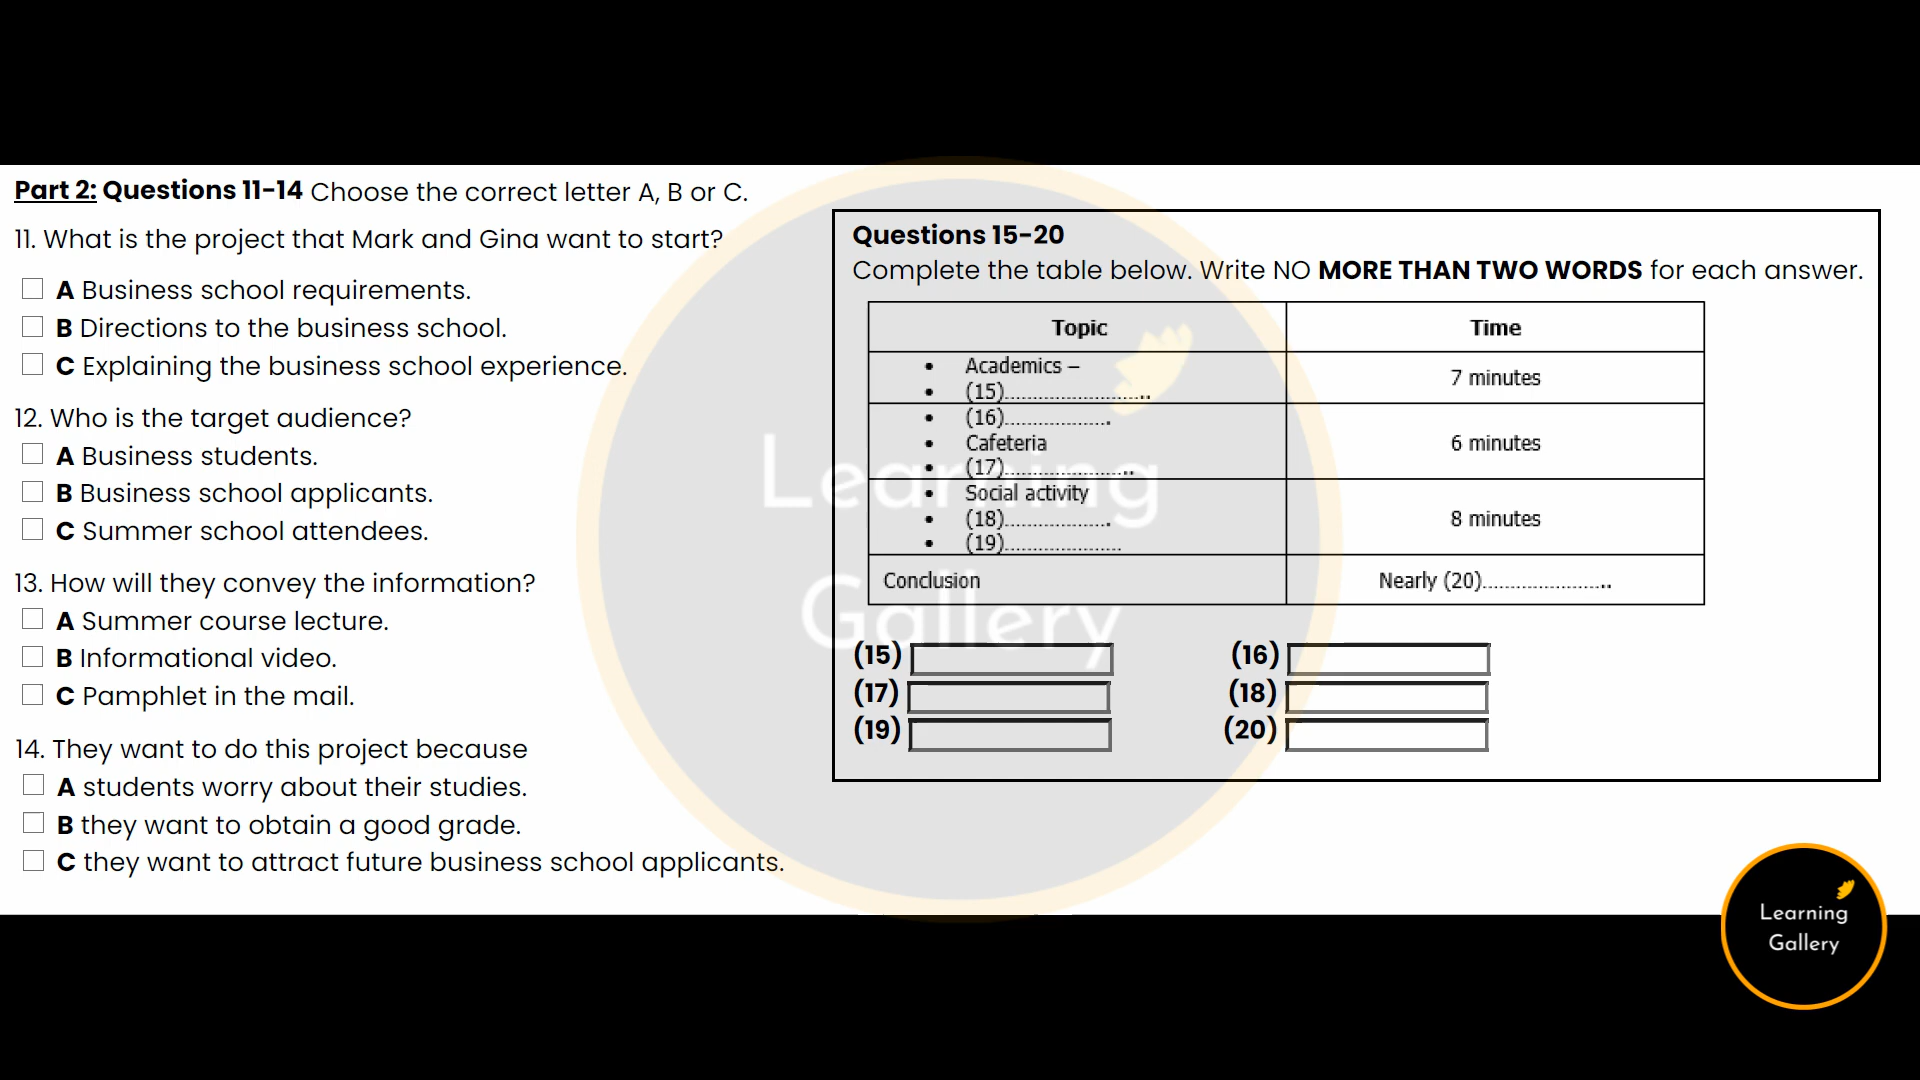 Part 2: Questions 11-14 Choose the correct letter A, B or C.
11. What is the project that Mark and Gina want to start?
A Business school requirements.
B Directions to the business school.
C Explaining the business school experience.
12. Who is the target audience?
A Business students.
B Business school applicants.
C Summer school attendees.
13. How will they convey the information?
A Summer course lecture.
B Informational video.
C Pamphlet in the mail.
14. They want to do this project because
A students worry about their studies.
B they want to obtain a good grade.
C they want to attract future business school applicants.
Questions 15-20
Complete the table below. Write NO MORE THAN TWO WORDS for each answer.
Topic Time
• Academics –
• (15)............................ 7 minutes
• (16)....................
• Cafeteria 6 minutes
• (17)........................
• Social activity
• (18).................... 8 minutes
• (19)......................
Conclusion Nearly (20)........................
(15) (16)
(17) (18)
(19) (20)
Learning
Gallery
Learning
Gallery